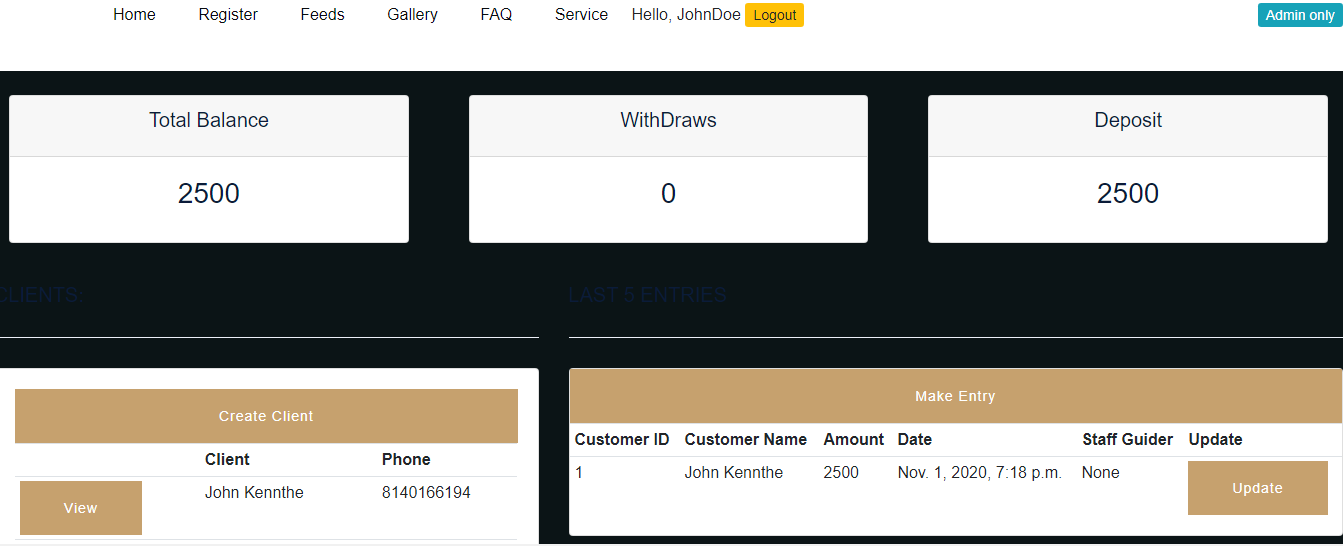 Home Register Feeds Gallery FAQ Service Hello, JohnDoe Logout Admin only
Total Balance WithDraws Deposit
2500 0 2500
CLIENTS: LAST 5 ENTRIES
Create Client
Client Phone
View John Kennthe 8140166194
Make Entry
Customer ID Customer Name Amount Date Staff Guider Update
1 John Kennthe 2500 Nov. 1, 2020, 7:18 p.m. None Update